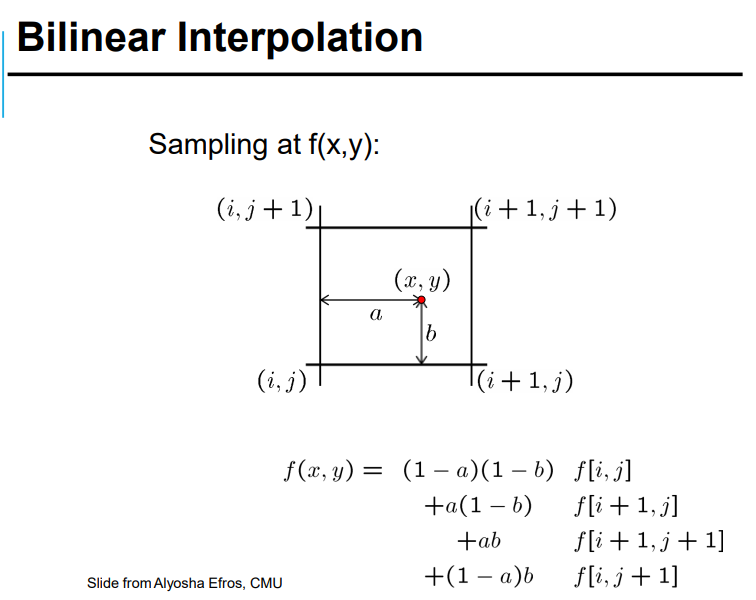 Bilinear Interpolation
Sampling at f(x,y):
(i, j + 1) (i + 1, j + 1)
(x, y)
a
b
(i, j) (i + 1, j)
f(x, y) = (1 − a)(1 − b) f[i, j]
+a(1 − b) f[i + 1, j]
+ab f[i + 1, j + 1]
+(1 − a)b f[i, j + 1]
Slide from Alyosha Efros, CMU